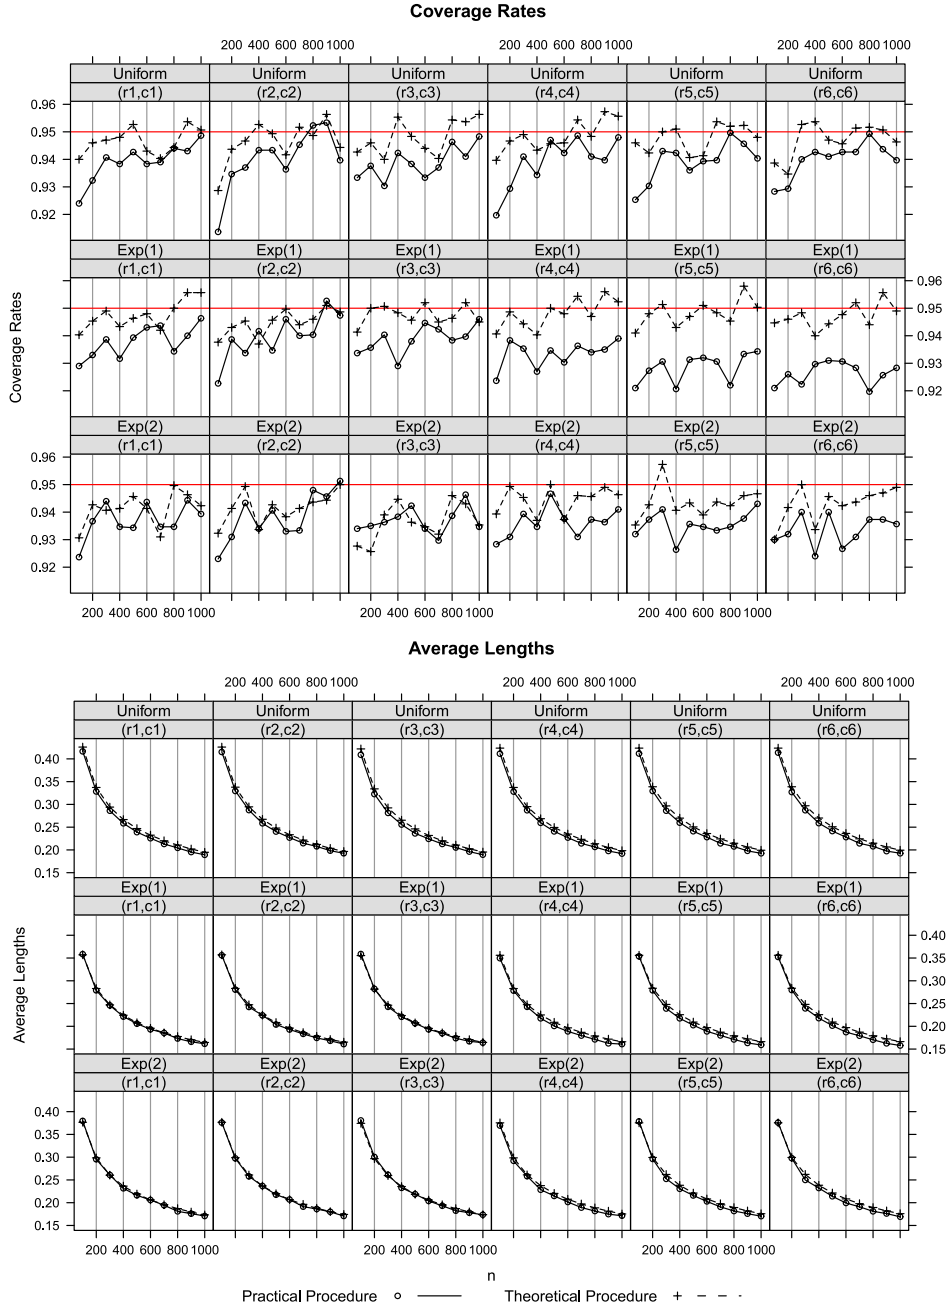 Coverage Rates
200 400 600 800 1000 200 400 600 800 1000 200 400 600 800 1000
Uniform Uniform Uniform Uniform Uniform Uniform
(r1,c1) (r2,c2) (r3,c3) (r4,c4) (r5,c5) (r6,c6)
0.96
0.95
0.94
0.93
0.92
Exp(1) Exp(1) Exp(1) Exp(1) Exp(1) Exp(1)
(r1,c1) (r2,c2) (r3,c3) (r4,c4) (r5,c5) (r6,c6)
0.96
0.95
0.94
0.93
0.92
Coverage Rates
Exp(2) Exp(2) Exp(2) Exp(2) Exp(2) Exp(2)
(r1,c1) (r2,c2) (r3,c3) (r4,c4) (r5,c5) (r6,c6)
0.96
0.95
0.94
0.93
0.92
200 400 600 800 1000 200 400 600 800 1000 200 400 600 800 1000
Average Lengths
200 400 600 800 1000 200 400 600 800 1000 200 400 600 800 1000
Uniform Uniform Uniform Uniform Uniform Uniform
(r1,c1) (r2,c2) (r3,c3) (r4,c4) (r5,c5) (r6,c6)
0.40
0.35
0.30
0.25
0.20
0.15
Exp(1) Exp(1) Exp(1) Exp(1) Exp(1) Exp(1)
(r1,c1) (r2,c2) (r3,c3) (r4,c4) (r5,c5) (r6,c6)
0.40
0.35
0.30
0.25
0.20
0.15
Average Lengths
Exp(2) Exp(2) Exp(2) Exp(2) Exp(2) Exp(2)
(r1,c1) (r2,c2) (r3,c3) (r4,c4) (r5,c5) (r6,c6)
0.40
0.35
0.30
0.25
0.20
0.15
200 400 600 800 1000 200 400 600 800 1000 200 400 600 800 1000
n
Practical Procedure Theoretical Procedure